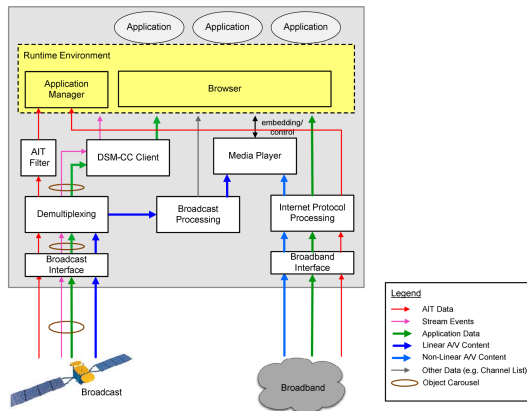 Application
Application
Application
Runtime Environment
Application
Manager
Browser
embedding/
control
AIT
Filter
DSM-CC Client
Media Player
Demultiplexing
Broadcast
Processing
Internet Protocol
Processing
Broadcast
Interface
Broadband
Interface
Broadcast
Broadband
Legend
AIT Data
Stream Events
Application Data
Linear A/V Content
Non-Linear A/V Content
Other Data (e.g. Channel List)
Object Carousel